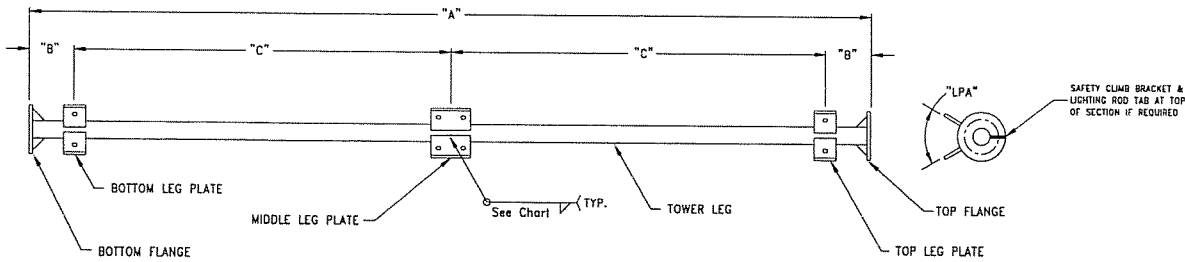 "A"
"B"
"C"
"C"
"B"
"LPA"
SAFETY CLIMB BRACKET &
LIGHTING ROD TAB AT TOP
OF SECTION IF REQUIRED
BOTTOM LEG PLATE
MIDDLE LEG PLATE
See Chart
TYP.
TOWER LEG
TOP FLANGE
BOTTOM FLANGE
TOP LEG PLATE